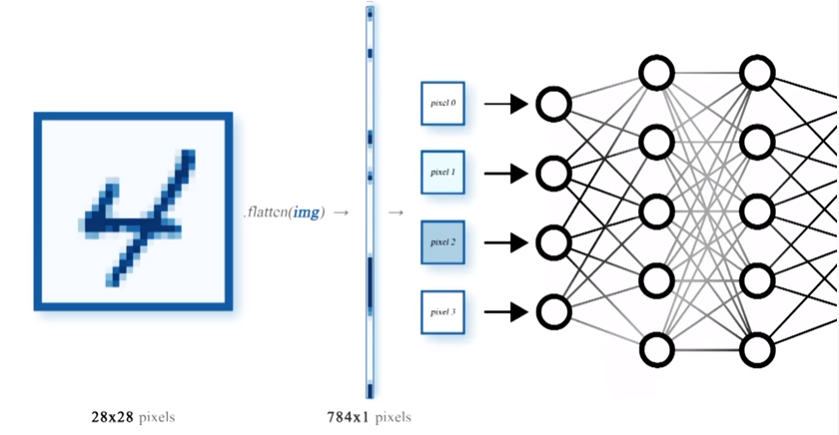 .flatten(img) → →
pixel 0
pixel 1
pixel 2
pixel 3
28x28 pixels
784x1 pixels